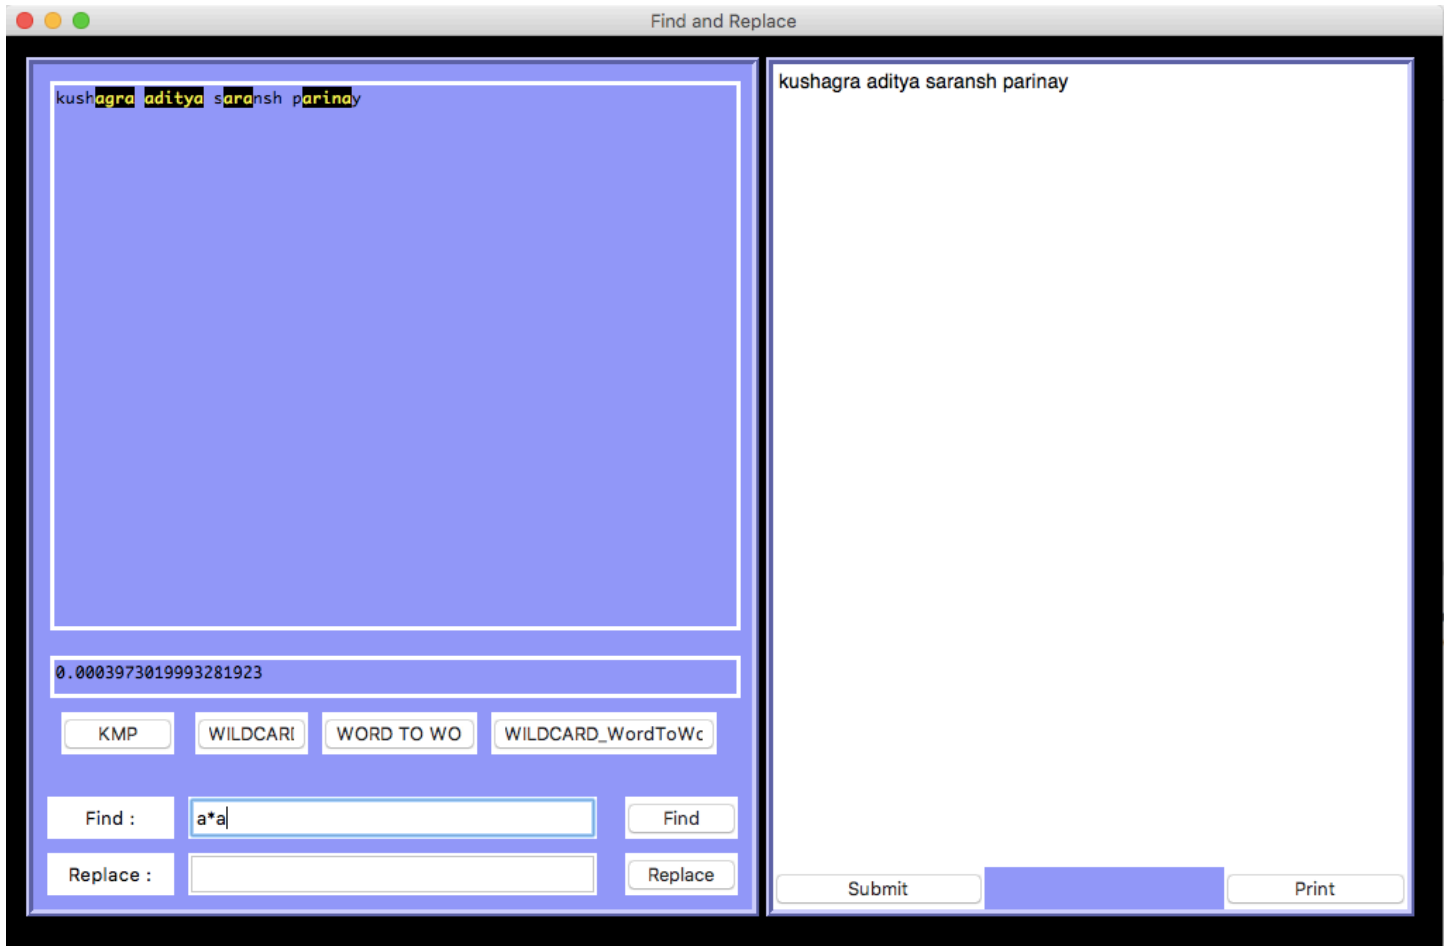 Find and Replace
kushagra aditya saransh parinay
0.0003973019993281923
KMP
WILDCARI
WORD TO WO
WILDCARD_WordToWc
Find :
a*a
Find
Replace :
Replace
kushagra aditya saransh parinay
Submit
Print